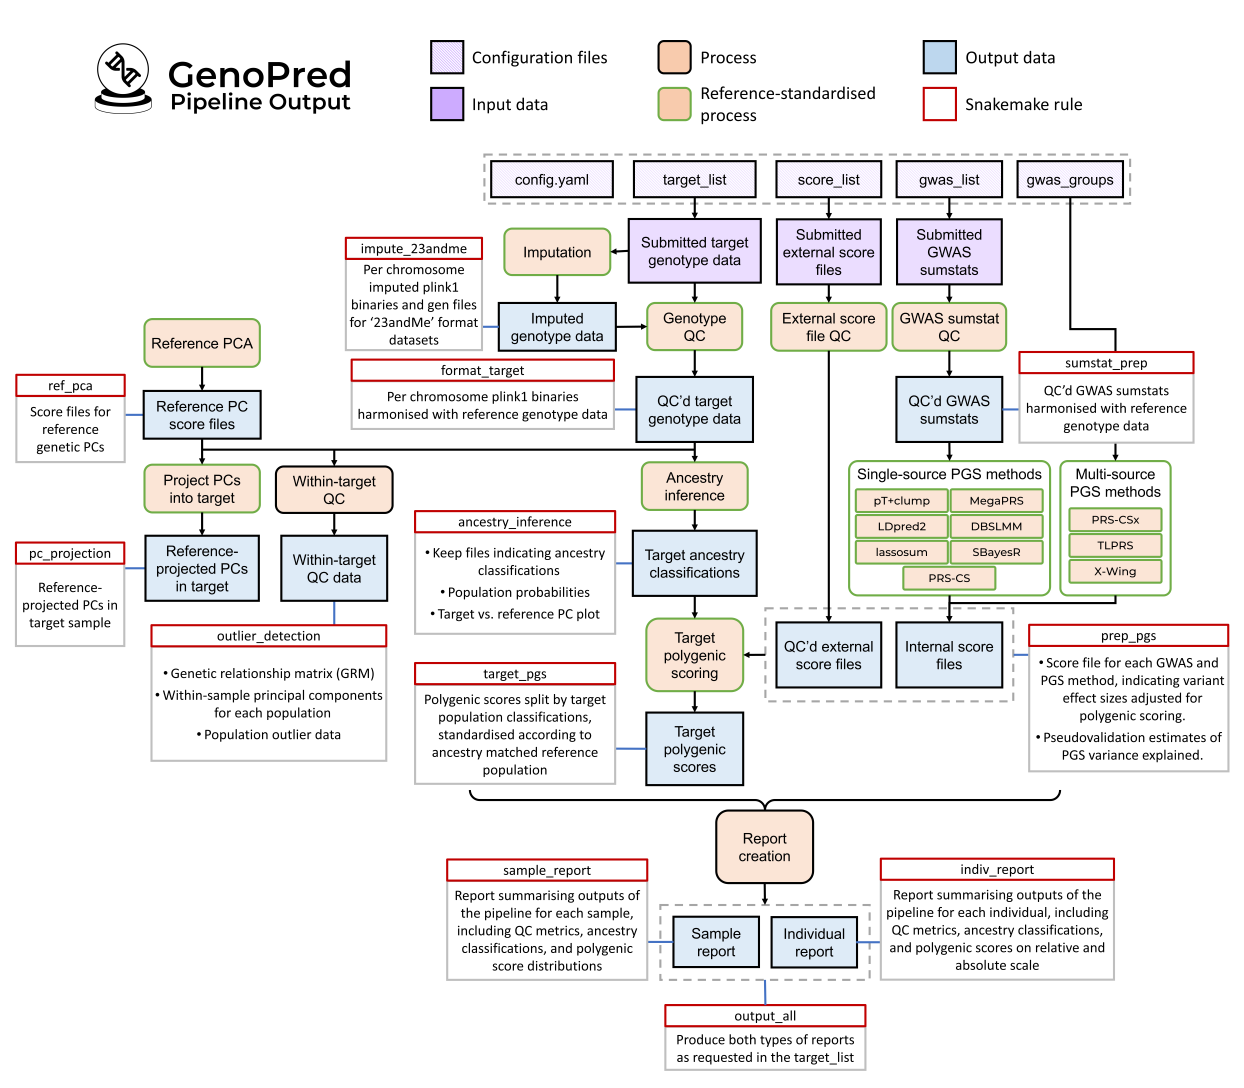 GenoPred
Pipeline Output
Configuration files
Input data
Process
Reference-standardised
process
Output data
Snakemake rule
config.yaml
target_list
score_list
gwas_list
gwas_groups
impute_23andme
Per chromosome
imputed plink1
binaries and gen files
for ‘23andMe’ format
datasets
Imputation
Submitted target
genotype data
Submitted
external score
files
Submitted
GWAS
sumstats
Imputed
genotype data
Genotype
QC
External score
file QC
GWAS sumstat
QC
Reference PCA
ref_pca
Score files for
reference
genetic PCs
Reference PC
score files
format_target
Per chromosome plink1 binaries
harmonised with reference genotype data
QC’d target
genotype data
QC’d GWAS
sumstats
sumstat_prep
QC’d GWAS sumstats
harmonised with reference
genotype data
Project PCs
into target
Within-target
QC
Ancestry
inference
Single-source PGS methods
pT+clump
MegaPRS
LDpred2
DBSLMM
lassosum
SBayesR
PRS-CS
Multi-source
PGS methods
PRS-CSx
TLPRS
X-Wing
pc_projection
Reference-
projected PCs in
target sample
Reference-
projected PCs
in target
Within-target
QC data
ancestry_inference
• Keep files indicating ancestry
classifications
• Population probabilities
• Target vs. reference PC plot
Target ancestry
classifications
outlier_detection
• Genetic relationship matrix (GRM)
• Within-sample principal components
for each population
• Population outlier data
Target
polygenic
scoring
QC’d external
score files
Internal score
files
prep_pgs
• Score file for each GWAS and
PGS method, indicating variant
effect sizes adjusted for
polygenic scoring.
• Pseudovalidation estimates of
PGS variance explained.
target_pgs
Polygenic scores split by target
population classifications,
standardised according to
ancestry matched reference
population
Target
polygenic
scores
Report
creation
sample_report
Report summarising outputs of
the pipeline for each sample,
including QC metrics, ancestry
classifications, and polygenic
score distributions
Sample
report
Individual
report
indiv_report
Report summarising outputs of the
pipeline for each individual, including
QC metrics, ancestry classifications,
and polygenic scores on relative and
absolute scale
output_all
Produce both types of reports
as requested in the target_list